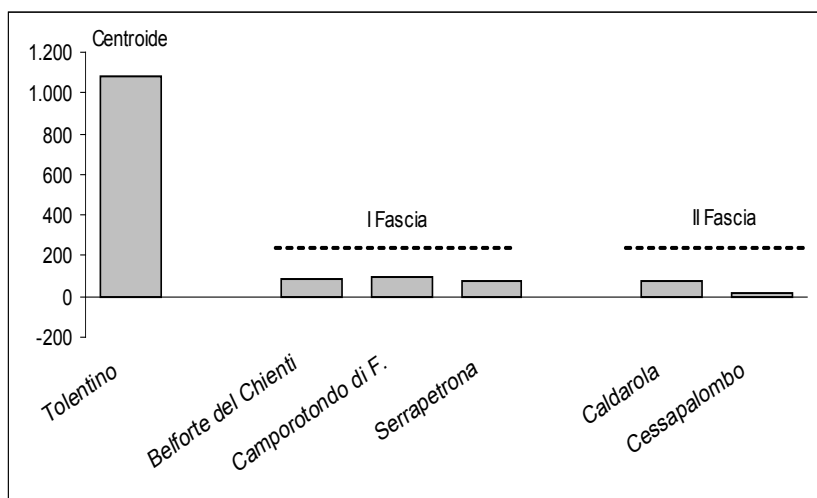 Centroide
1.200
1.000
800
600
400
200
0
-200
I Fascia
II Fascia
Tolentino
Belforte del Chienti
Camporotondo di F.
Serrapetrona
Caldarola
Cessapalombo